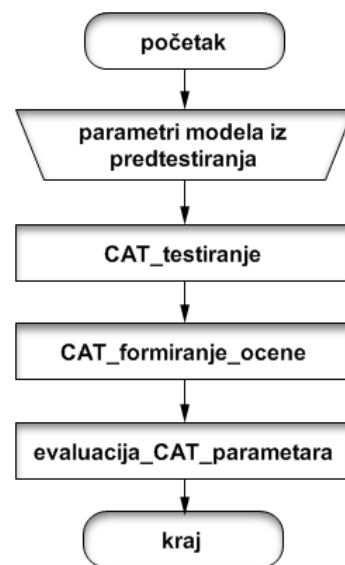 početak
parametri modela iz
predtestiranja
CAT_testiranje
CAT_formiranje_ocene
evaluacija_CAT_parametara
kraj